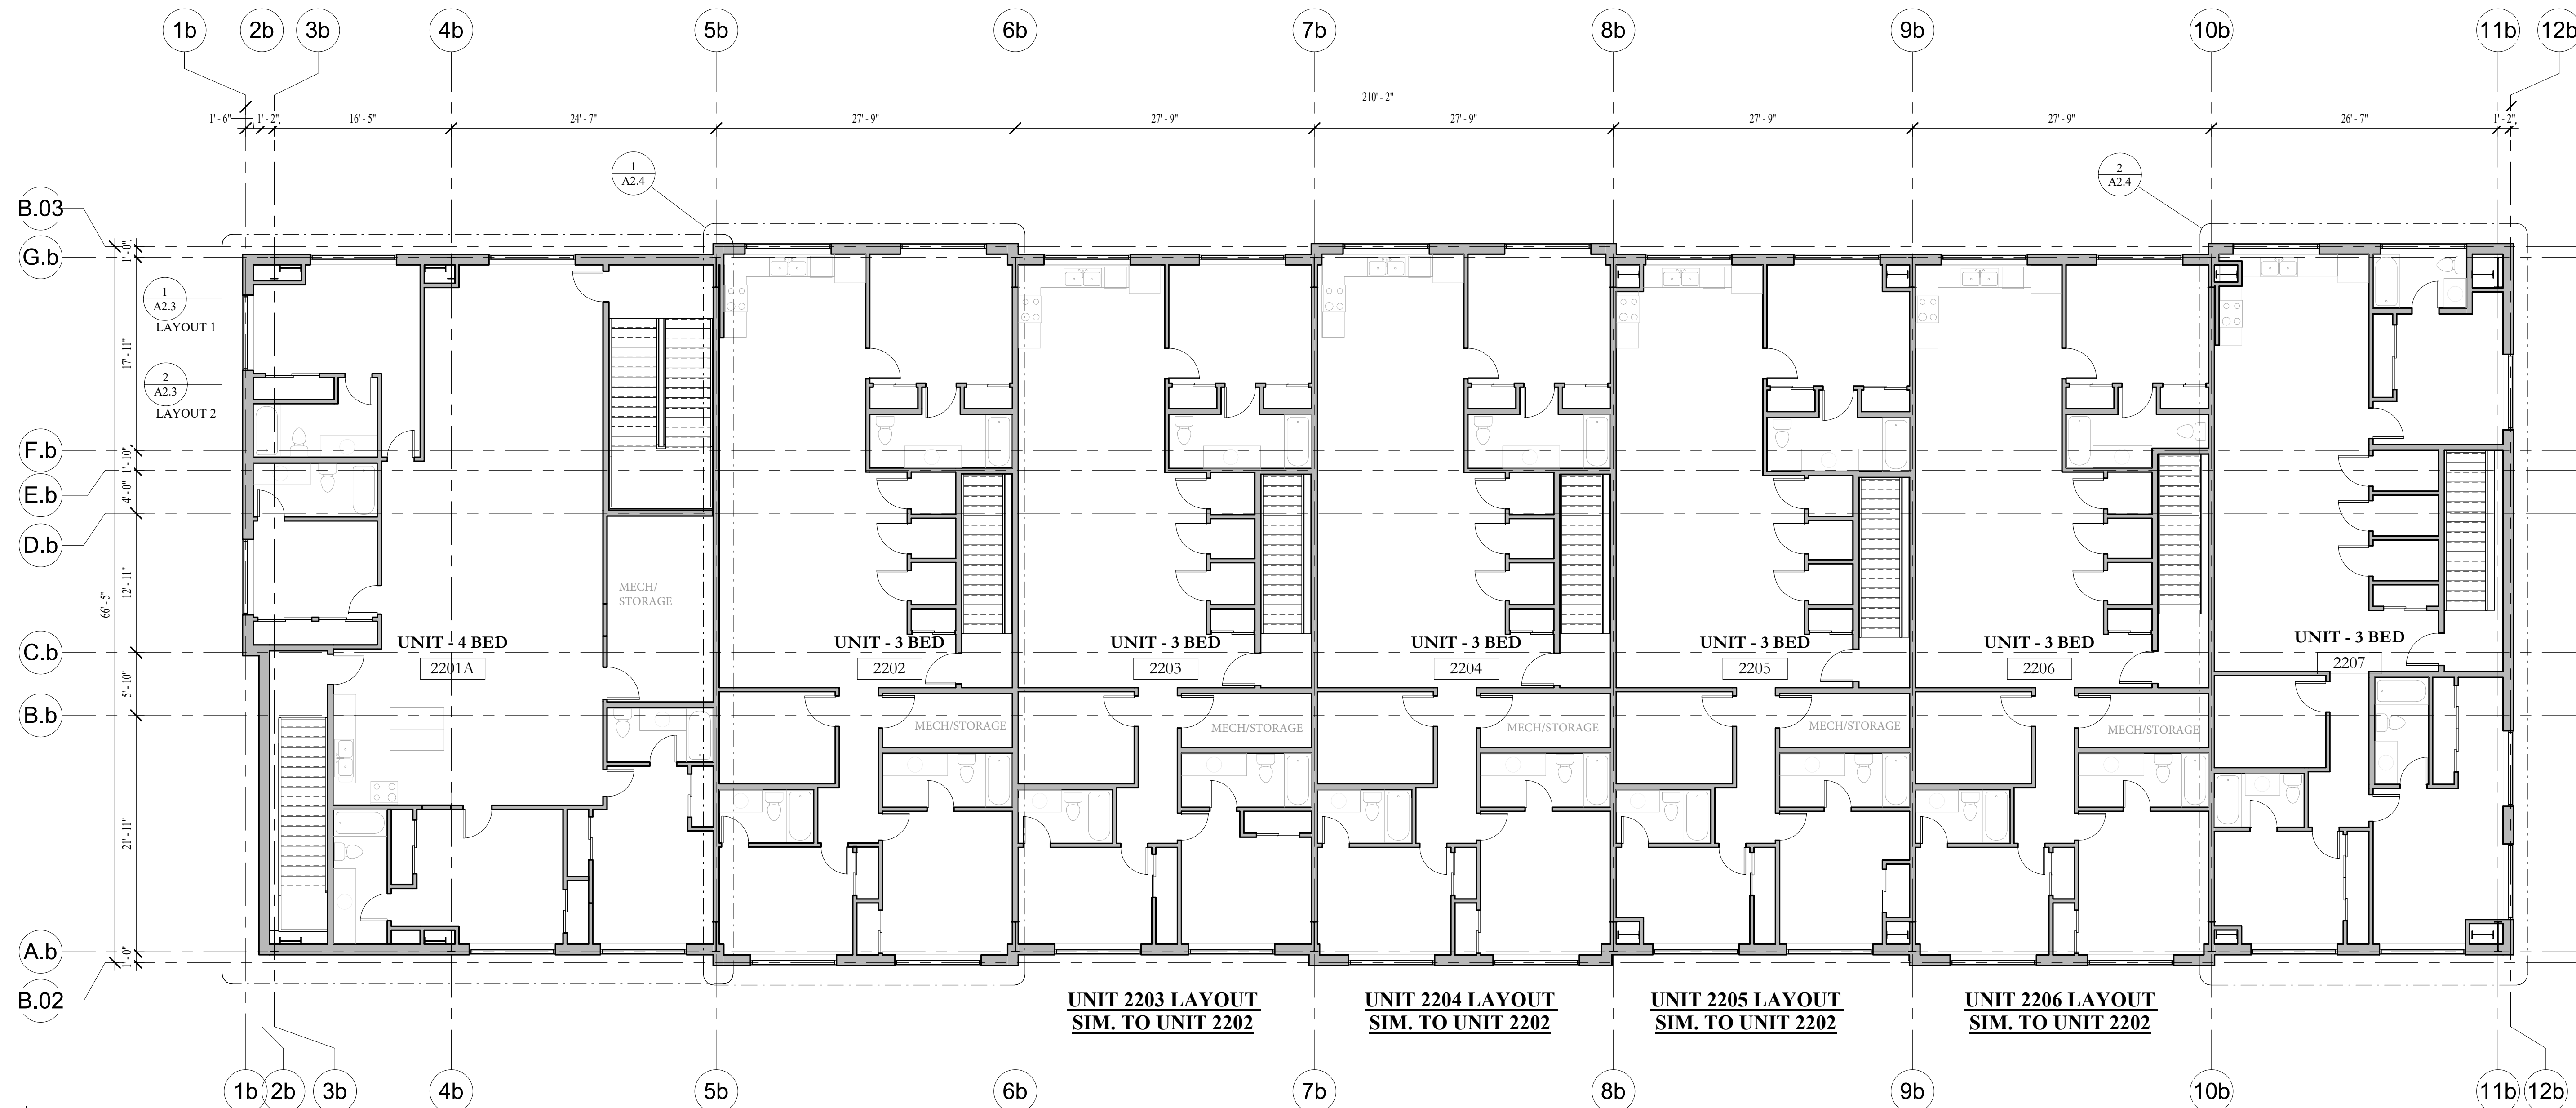 1b 2b 3b 4b 5b 6b 7b 8b 9b 10b 11b 12b
210' - 2"
1' - 6" 1' - 2" 16' - 5" 24' - 7" 27' - 9" 27' - 9" 27' - 9" 27' - 9" 27' - 9" 26' - 7" 1' - 2"
1
A2.4
2
A2.4
B.03
G.b
F.b
E.b
D.b
C.b
B.b
A.b
B.02
66' - 5"
1' - 0"
17' - 11"
1' - 10"
4' - 0"
12' - 11"
5' - 10"
21' - 11"
1' - 0"
1
A2.3
LAYOUT 1
2
A2.3
LAYOUT 2
MECH/
STORAGE
UNIT - 4 BED
2201A
UNIT - 3 BED
2202
UNIT - 3 BED
2203
UNIT - 3 BED
2204
UNIT - 3 BED
2205
UNIT - 3 BED
2206
UNIT - 3 BED
2207
MECH/STORAGE
MECH/STORAGE
MECH/STORAGE
MECH/STORAGE
MECH/STORAGE
UNIT 2203 LAYOUT
SIM. TO UNIT 2202
UNIT 2204 LAYOUT
SIM. TO UNIT 2202
UNIT 2205 LAYOUT
SIM. TO UNIT 2202
UNIT 2206 LAYOUT
SIM. TO UNIT 2202
1b 2b 3b 4b 5b 6b 7b 8b 9b 10b 11b 12b